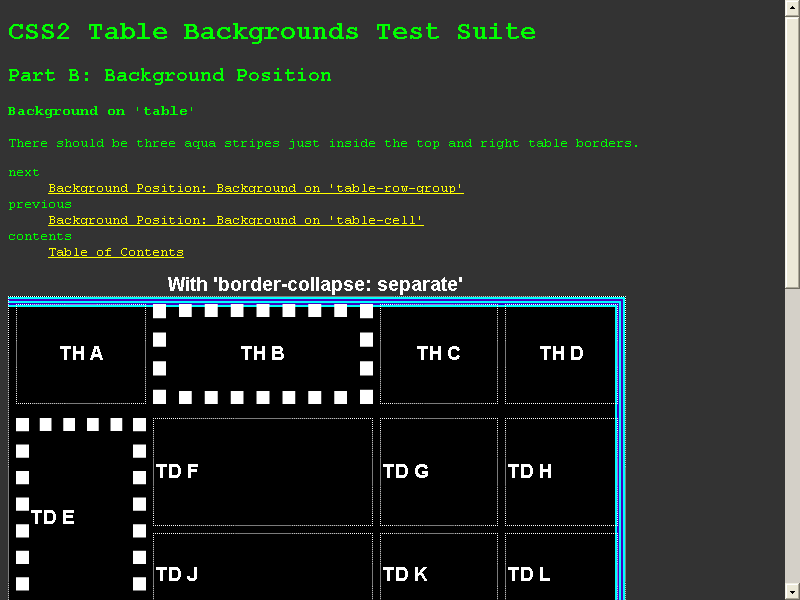 CSS2 Table Backgrounds Test Suite
Part B: Background Position
Background on 'table'
There should be three aqua stripes just inside the top and right table borders.
next
Background Position: Background on 'table-row-group'
previous
Background Position: Background on 'table-cell'
contents
Table of Contents
With 'border-collapse: separate'
TH A TH B TH C TH D
TD F TD G TD H
TD E
TD J TD K TD L